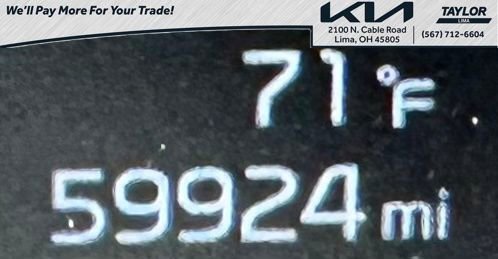 We'll Pay More For Your Trade!
KIA
2100 N. Cable Road
Lima, OH 45805
TAYLOR
LIMA
(567) 712-6604
71 °F
59924 mi